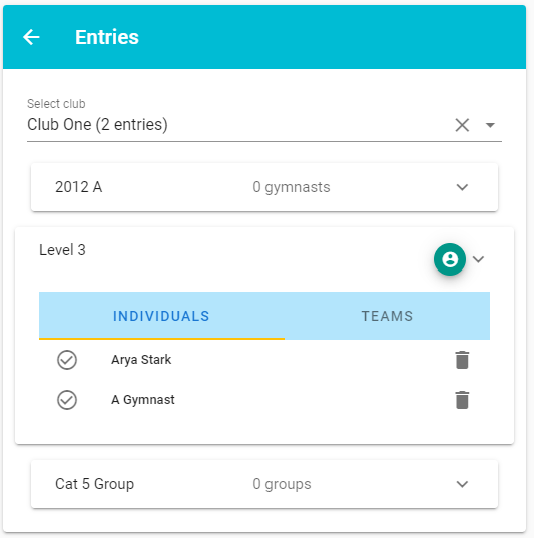 Entries
Select club
Club One (2 entries)
2012 A 0 gymnasts
Level 3
INDIVIDUALS TEAMS
Arya Stark
A Gymnast
Cat 5 Group 0 groups